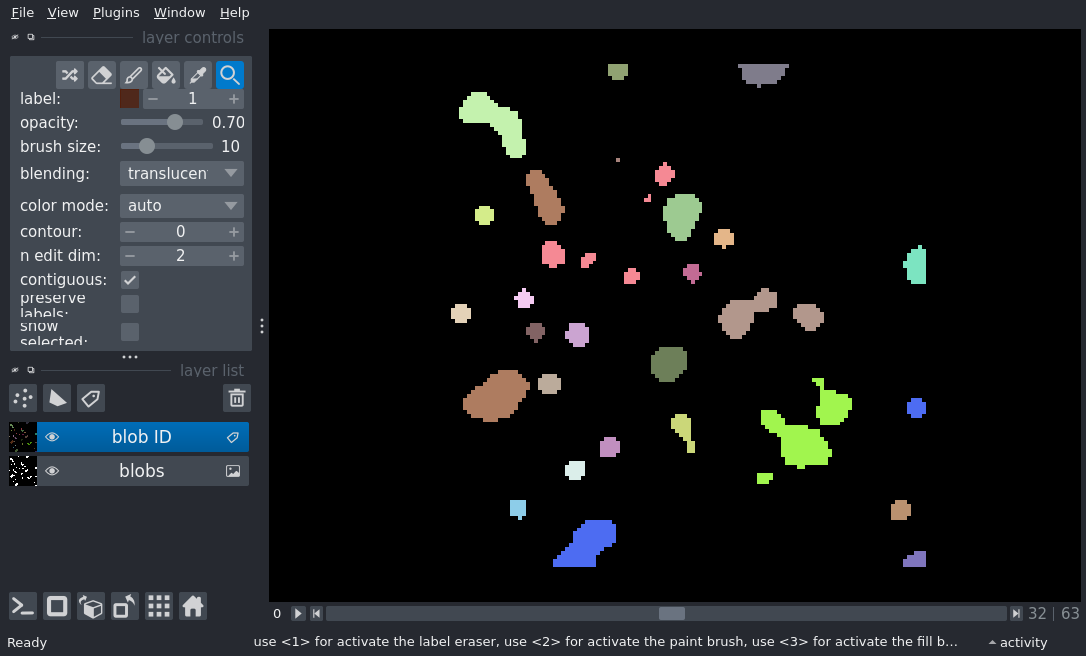 File View Plugins Window Help
layer controls
label: 1
opacity: 0.70
brush size: 10
blending: translucen
color mode: auto
contour: 0
n edit dim: 2
contiguous:
preserve
labels:
show
selected:
layer list
blob ID
blobs
0 32 63
Ready use <1> for activate the label eraser, use <2> for activate the paint brush, use <3> for activate the fill b... activity